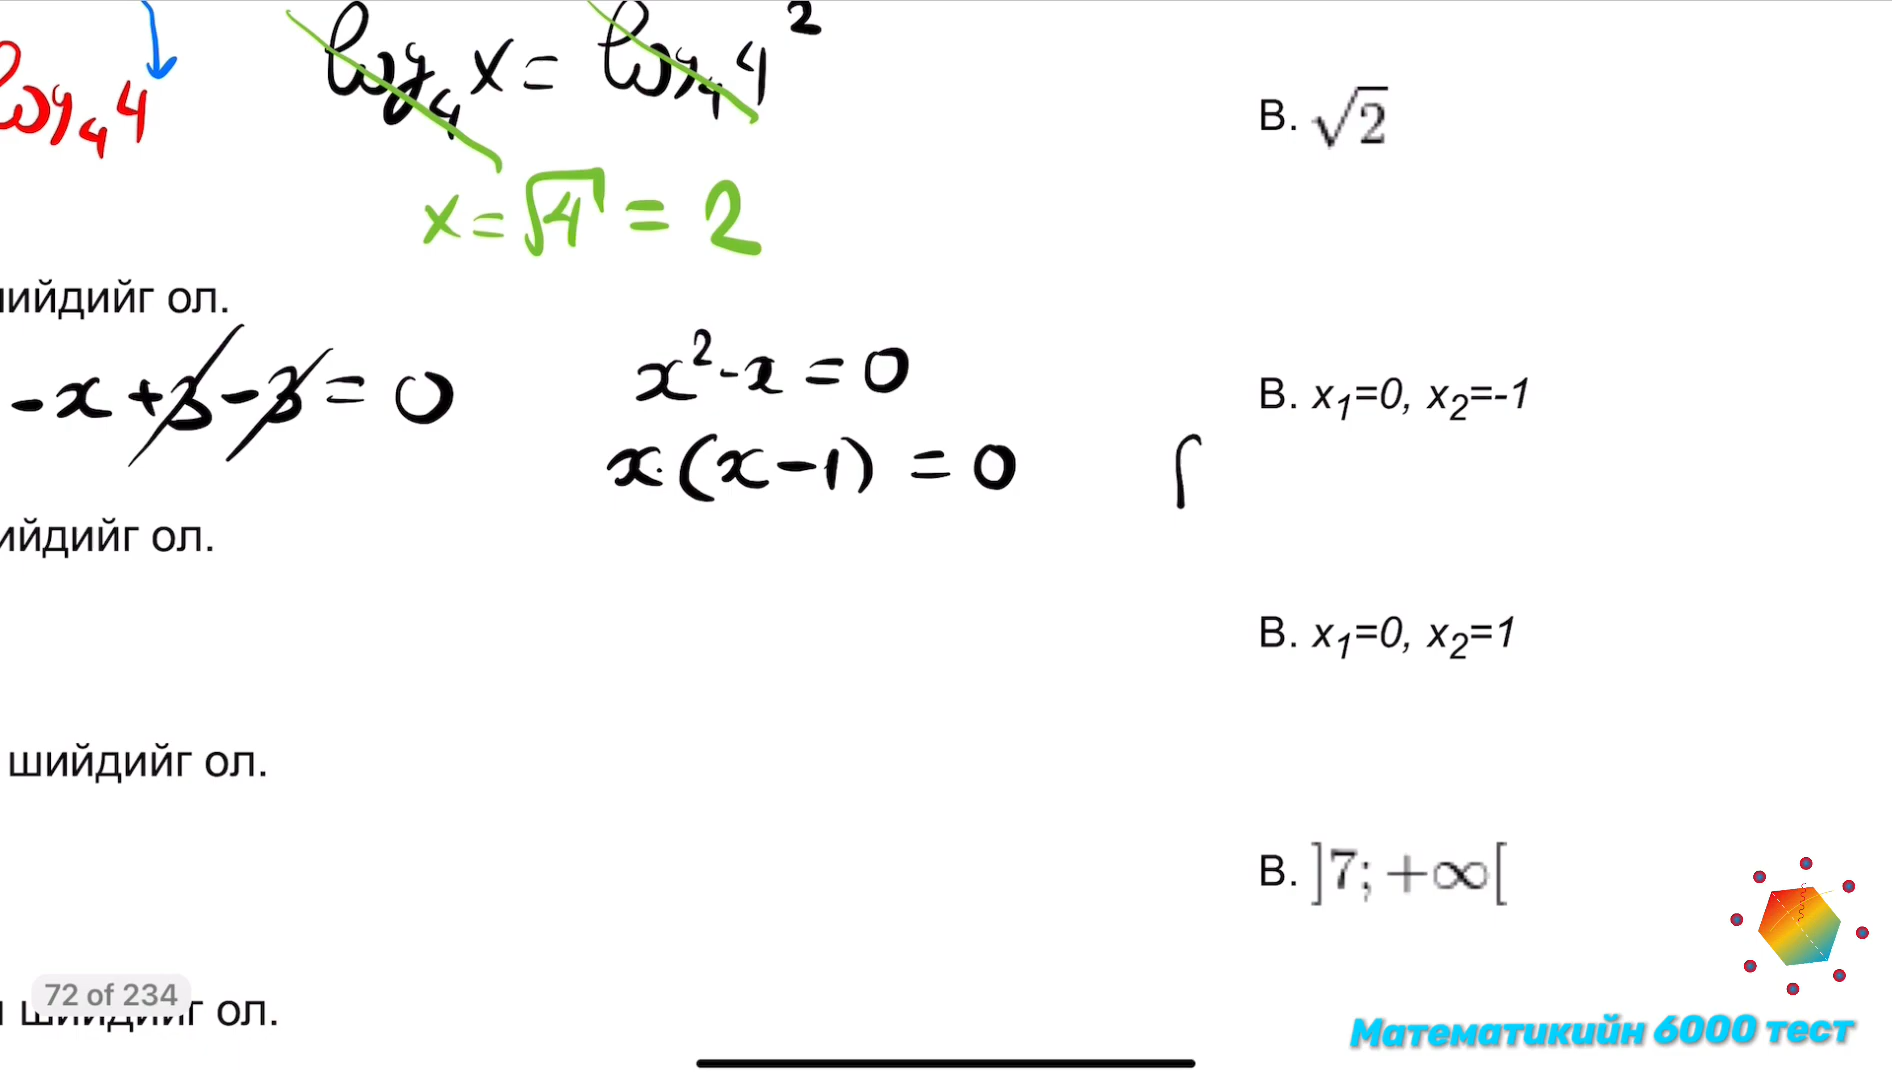 log₄4
log₄x = log₄4²
x = √4 = 2
B. √2
ийдийг ол.
-x + 3 - 3 = 0
x² - x = 0
B. x₁=0, x₂=-1
x·(x-1) = 0
ийдийг ол.
B. x₁=0, x₂=1
шийдийг ол.
B. ]7; +∞[
72 of 234
ол.
Математикийн 6000 тест